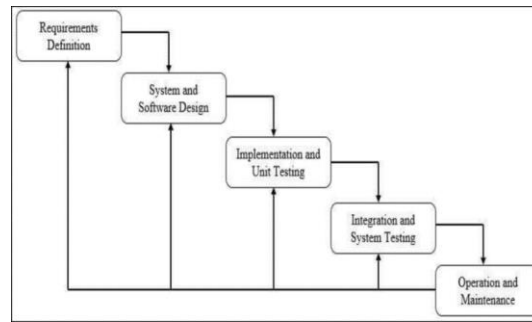 Requirements
Definition
System and
Software Design
Implementation and
Unit Testing
Integration and
System Testing
Operation and
Maintenance